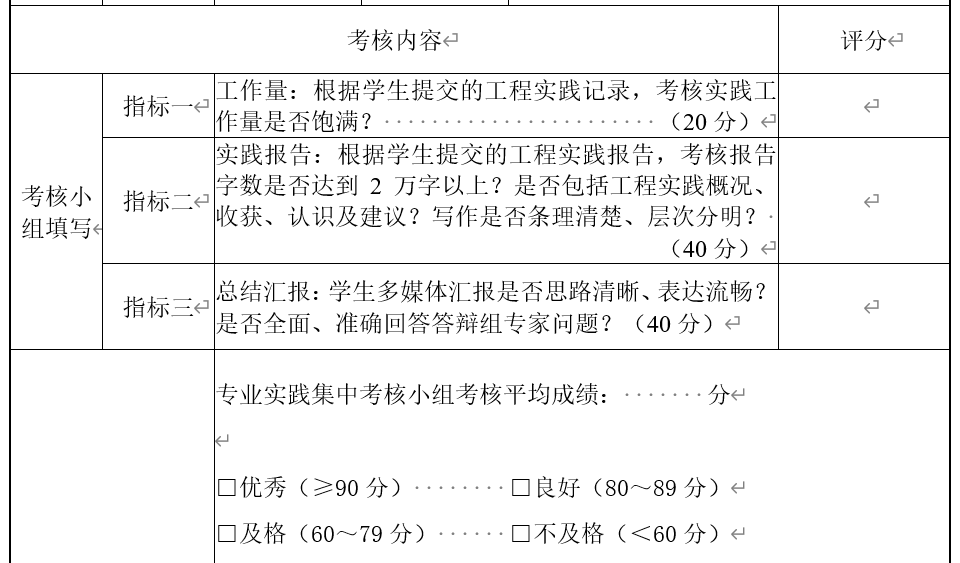 考核内容 评分
考核小组填写
指标一
工作量：根据学生提交的工程实践记录，考核实践工
作量是否饱满？（20 分）
指标二
实践报告：根据学生提交的工程实践报告，考核报告
字数是否达到 2 万字以上？是否包括工程实践概况、
收获、认识及建议？写作是否条理清楚、层次分明？
（40 分）
指标三
总结汇报：学生多媒体汇报是否思路清晰、表达流畅？
是否全面、准确回答答辩组专家问题？（40 分）
专业实践集中考核小组考核平均成绩： 分
□优秀（≥90 分） □良好（80～89 分）
□及格（60～79 分） □不及格（＜60 分）